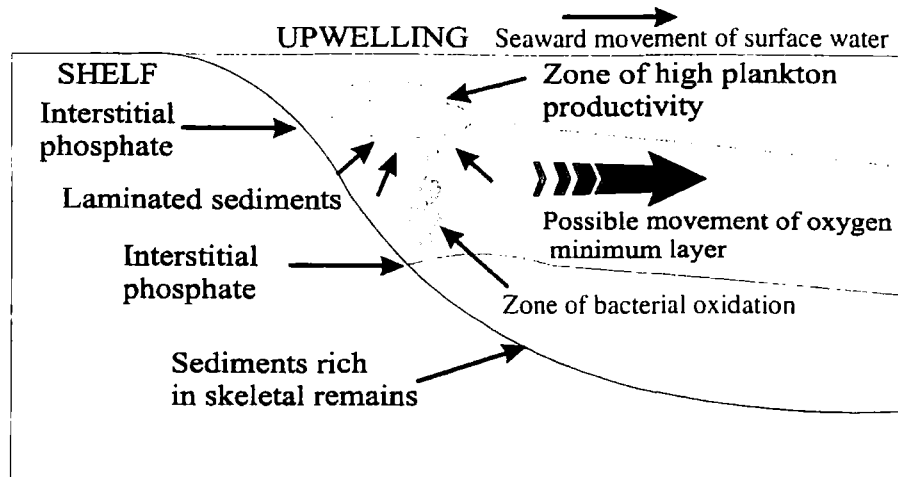 UPWELLING
Seaward movement of surface water
SHELF
Zone of high plankton
productivity
Interstitial
phosphate
Laminated sediments
Possible movement of oxygen
minimum layer
Interstitial
phosphate
Zone of bacterial oxidation
Sediments rich
in skeletal remains